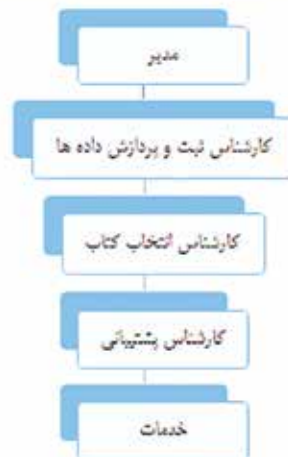 مدیر
کارشناس ثبت و پردازش داده ها
کارشناس انتخاب کتاب
کارشناس پشتیبانی
خدمات